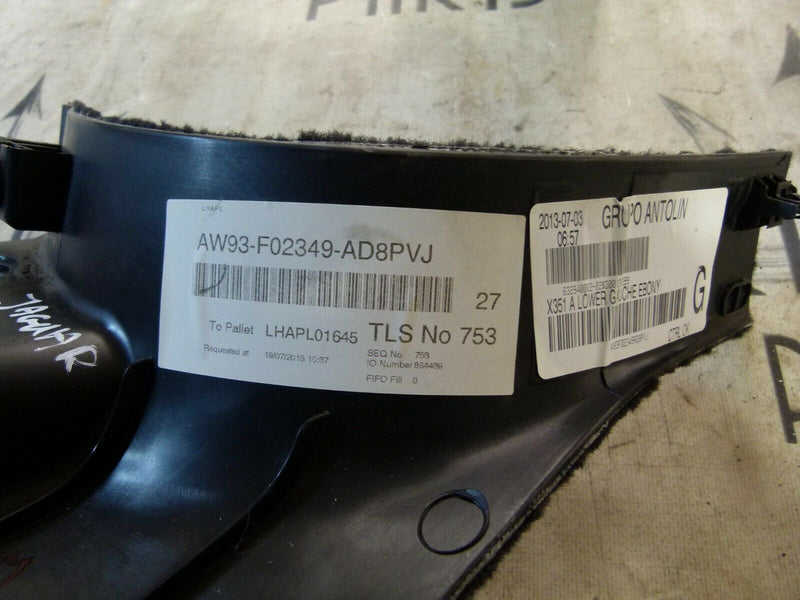 LHAPL
AW93-F02349-AD8PVJ
27
To Pallet LHAPL01645 TLS No 753
Requested at 19/07/2013 10:37
SEQ No 753
IO Number 864439
FIFO Fill 0
2013-07-03 GRUPO ANTOLIN
06:57
X351 A LOWER G/CHE EBONY
G
CTRL OK
JAGUAR